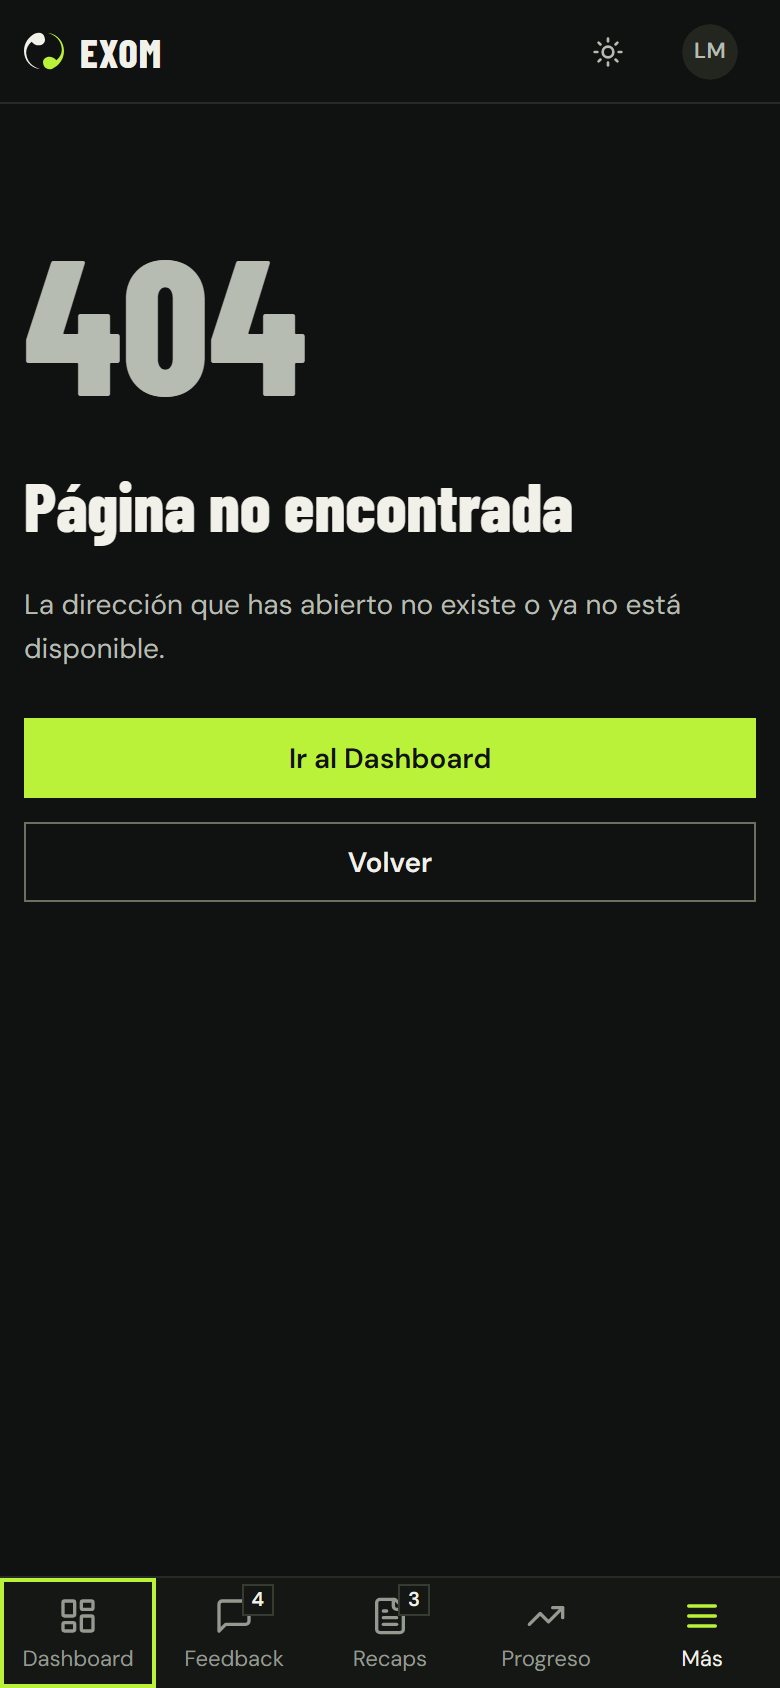 EXOM
LM
404
Página no encontrada
La dirección que has abierto no existe o ya no está
disponible.
Ir al Dashboard
Volver
4
3
Dashboard
Feedback
Recaps
Progreso
Más